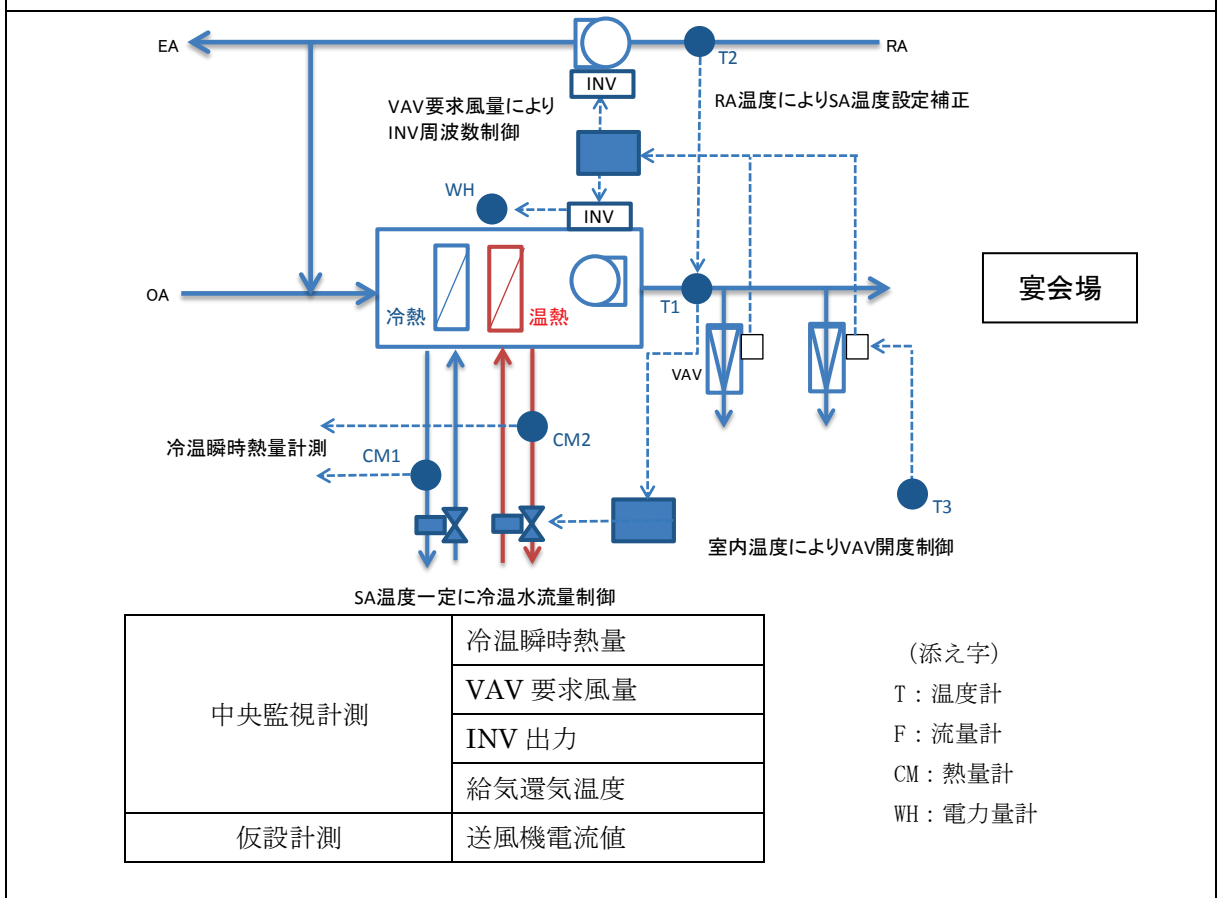 EA
RA
T2
INV
VAV要求風量により
INV周波数制御
RA温度によりSA温度設定補正
WH
INV
OA
冷熱
温熱
T1
宴会場
VAV
冷温瞬時熱量計測
CM1
CM2
T3
室内温度によりVAV開度制御
SA温度一定に冷温水流量制御
中央監視計測
冷温瞬時熱量
VAV 要求風量
INV 出力
給気還気温度
仮設計測
送風機電流値
（添え字）
T：温度計
F：流量計
CM：熱量計
WH：電力量計